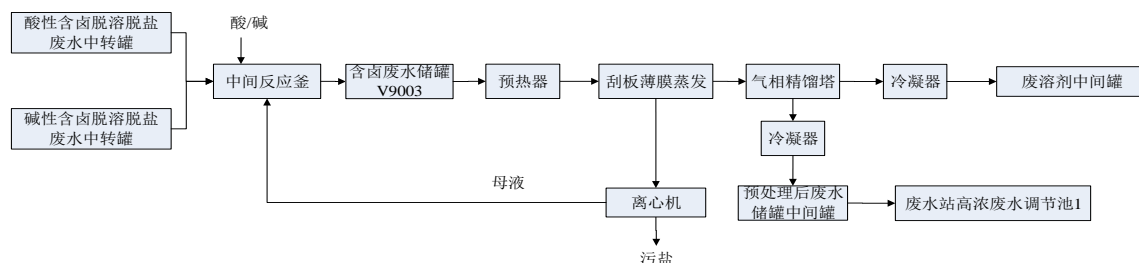 酸性含卤脱溶脱盐
废水中转罐
碱性含卤脱溶脱盐
废水中转罐
酸/碱
中间反应釜
含卤废水储罐
V9003
预热器
刮板薄膜蒸发
气相精馏塔
冷凝器
废溶剂中间罐
冷凝器
预处理后废水
储罐中间罐
废水站高浓废水调节池1
母液
离心机
污盐